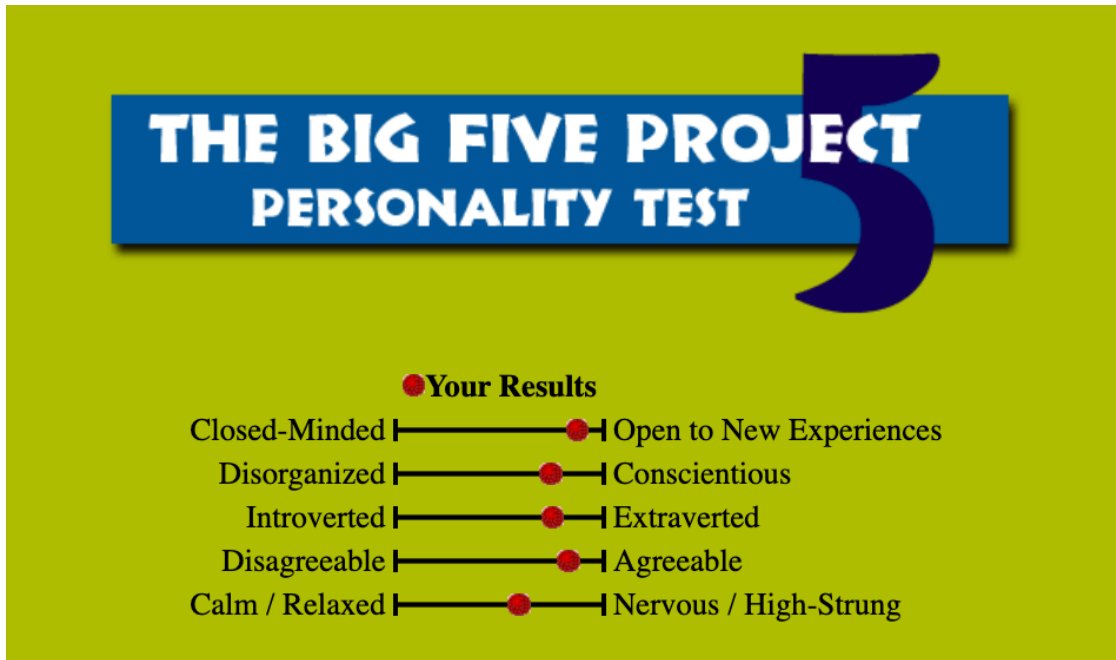 THE BIG FIVE PROJECT
PERSONALITY TEST
5
Your Results
Closed-Minded Open to New Experiences
Disorganized Conscientious
Introverted Extraverted
Disagreeable Agreeable
Calm / Relaxed Nervous / High-Strung